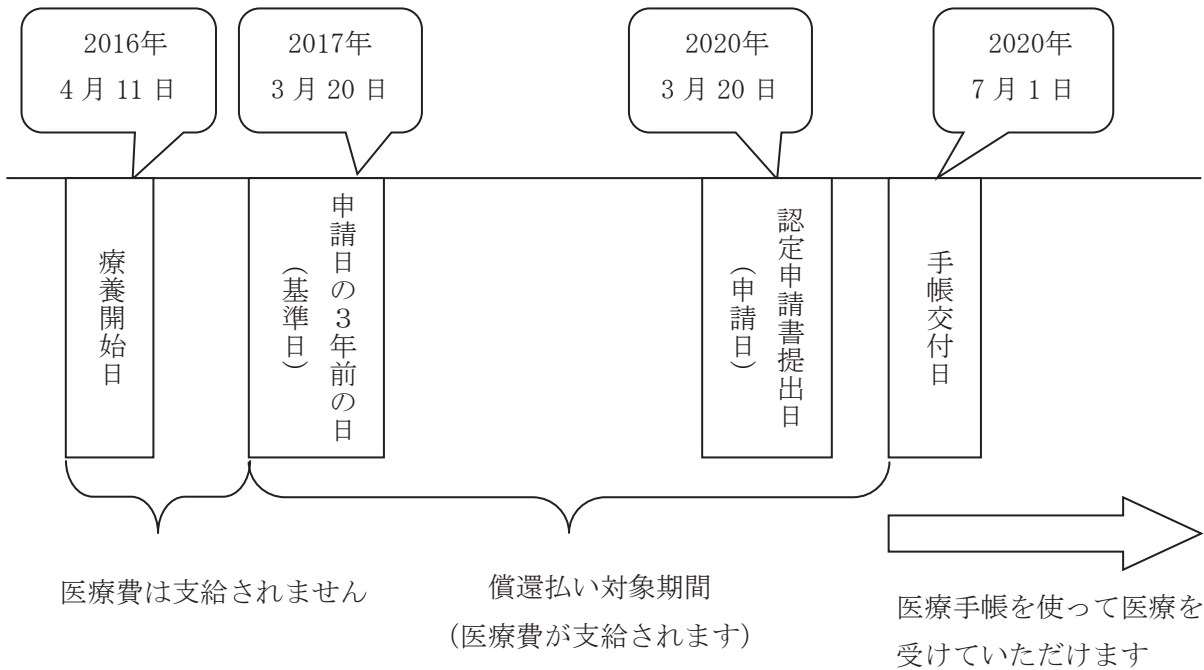 2016年
4 月 11 日
2017年
3 月 20 日
2020年
3 月 20 日
2020年
7 月 1 日
療養開始日
申請日の３年前の日
(基準日)
認定申請書提出日
(申請日)
手帳交付日
医療費は支給されません
償還払い対象期間
(医療費が支給されます)
医療手帳を使って医療を
受けていただけます